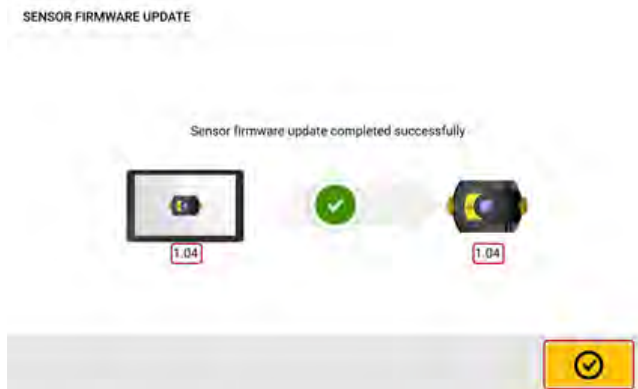 SENSOR FIRMWARE UPDATE
Sensor firmware update completed successfully
1.04 1.04